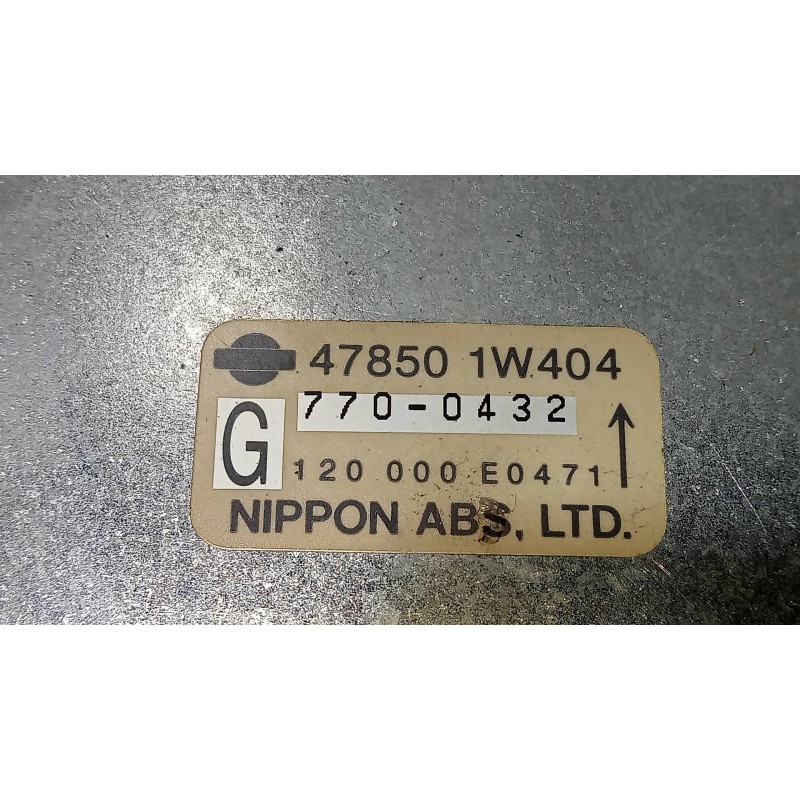 47850 1W404
770-0432
G
120 000 E0471
NIPPON ABS, LTD.